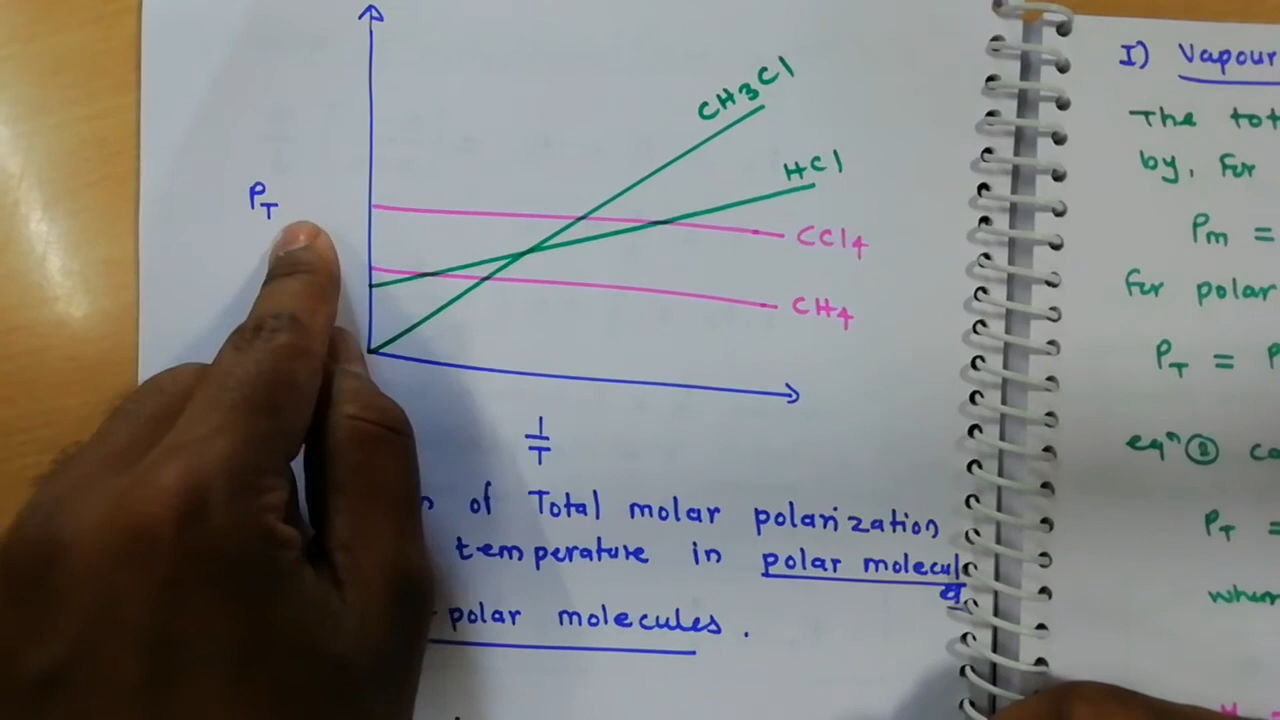 CH3Cl
HCl
PT
CCl4
CH4
1/T
of Total molar polarization
temperature in polar molecul
polar molecules.
I) Vapour
The tot
by, For
Pm =
for polar
PT = P
eqn ② co
PT =
wher